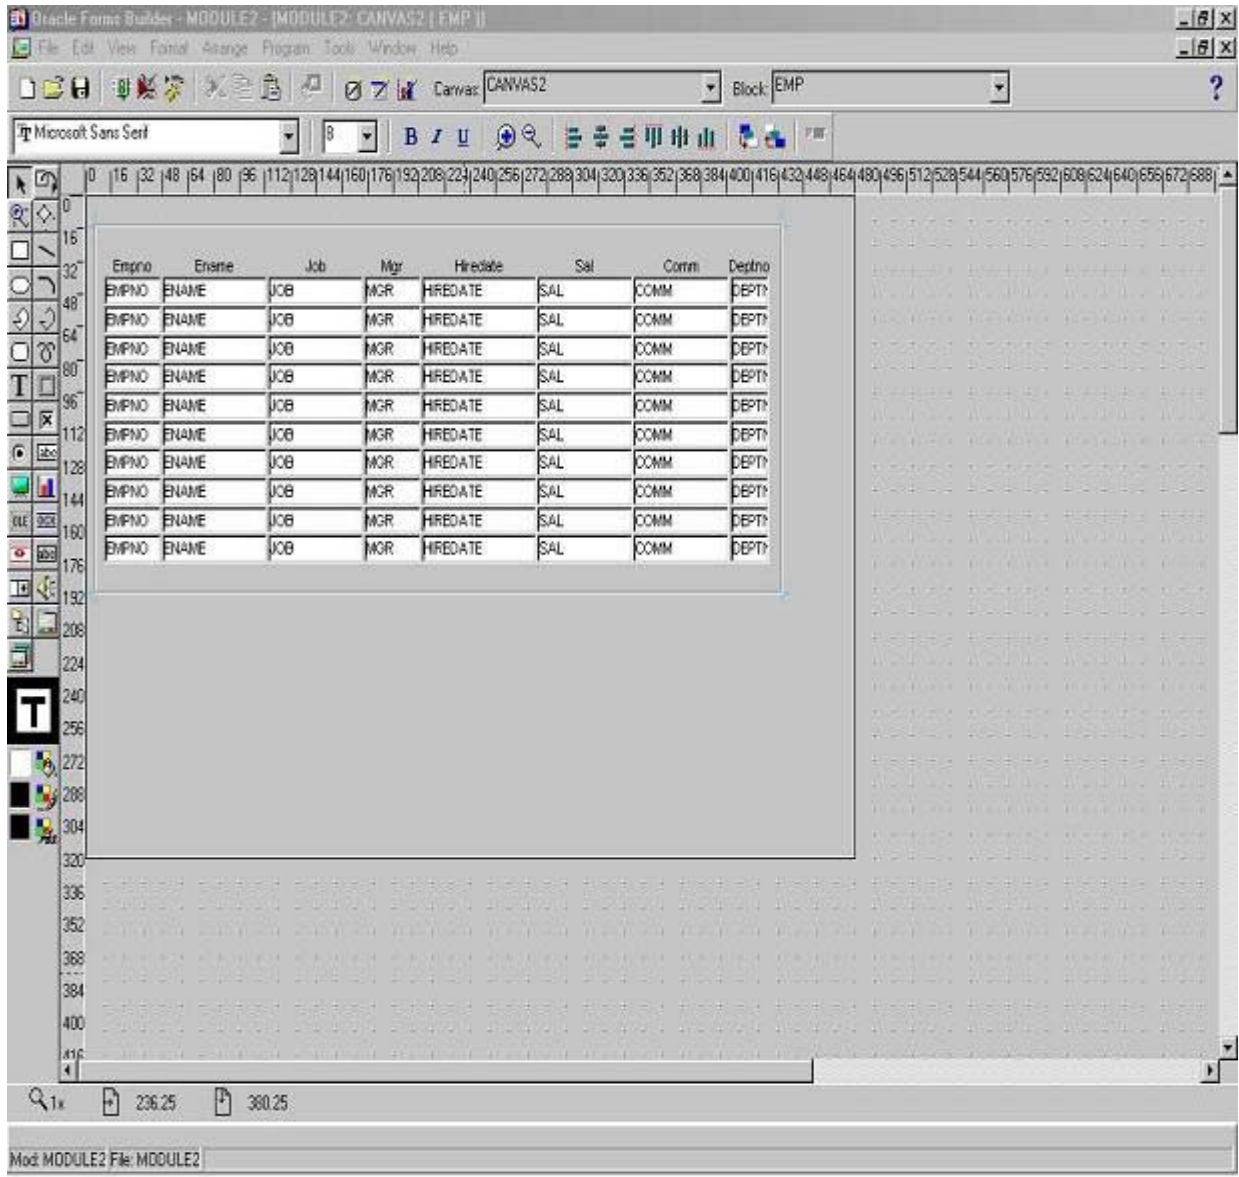 Oracle Forms Builder - MODULE2 - [MODULE2: CANVAS2 ( EMP )]
File Edit View Format Arrange Program Tools Window Help
Canvas: CANVAS2 Block: EMP ?
Microsoft Sans Serif 8 B I U
0 16 32 48 64 80 96 112 128 144 160 176 192 208 224 240 256 272 288 304 320 336 352 368 384 400 416 432 448 464 480 496 512 528 544 560 576 592 608 624 640 656 672 688
0
16
32
Empno Ename Job Mgr Hiredate Sal Comm Deptno
EMPNO ENAME JOB MGR HIREDATE SAL COMM DEPTN
48
EMPNO ENAME JOB MGR HIREDATE SAL COMM DEPTN
64
EMPNO ENAME JOB MGR HIREDATE SAL COMM DEPTN
80
EMPNO ENAME JOB MGR HIREDATE SAL COMM DEPTN
T 96
EMPNO ENAME JOB MGR HIREDATE SAL COMM DEPTN
112
EMPNO ENAME JOB MGR HIREDATE SAL COMM DEPTN
abc 128
EMPNO ENAME JOB MGR HIREDATE SAL COMM DEPTN
144
EMPNO ENAME JOB MGR HIREDATE SAL COMM DEPTN
OLE OCX 160
EMPNO ENAME JOB MGR HIREDATE SAL COMM DEPTN
abc 176
EMPNO ENAME JOB MGR HIREDATE SAL COMM DEPTN
192
208
224
240
T
256
272
288
304
320
336
352
368
384
400
416
1x 236.25 380.25
Mod: MODULE2 File: MODULE2